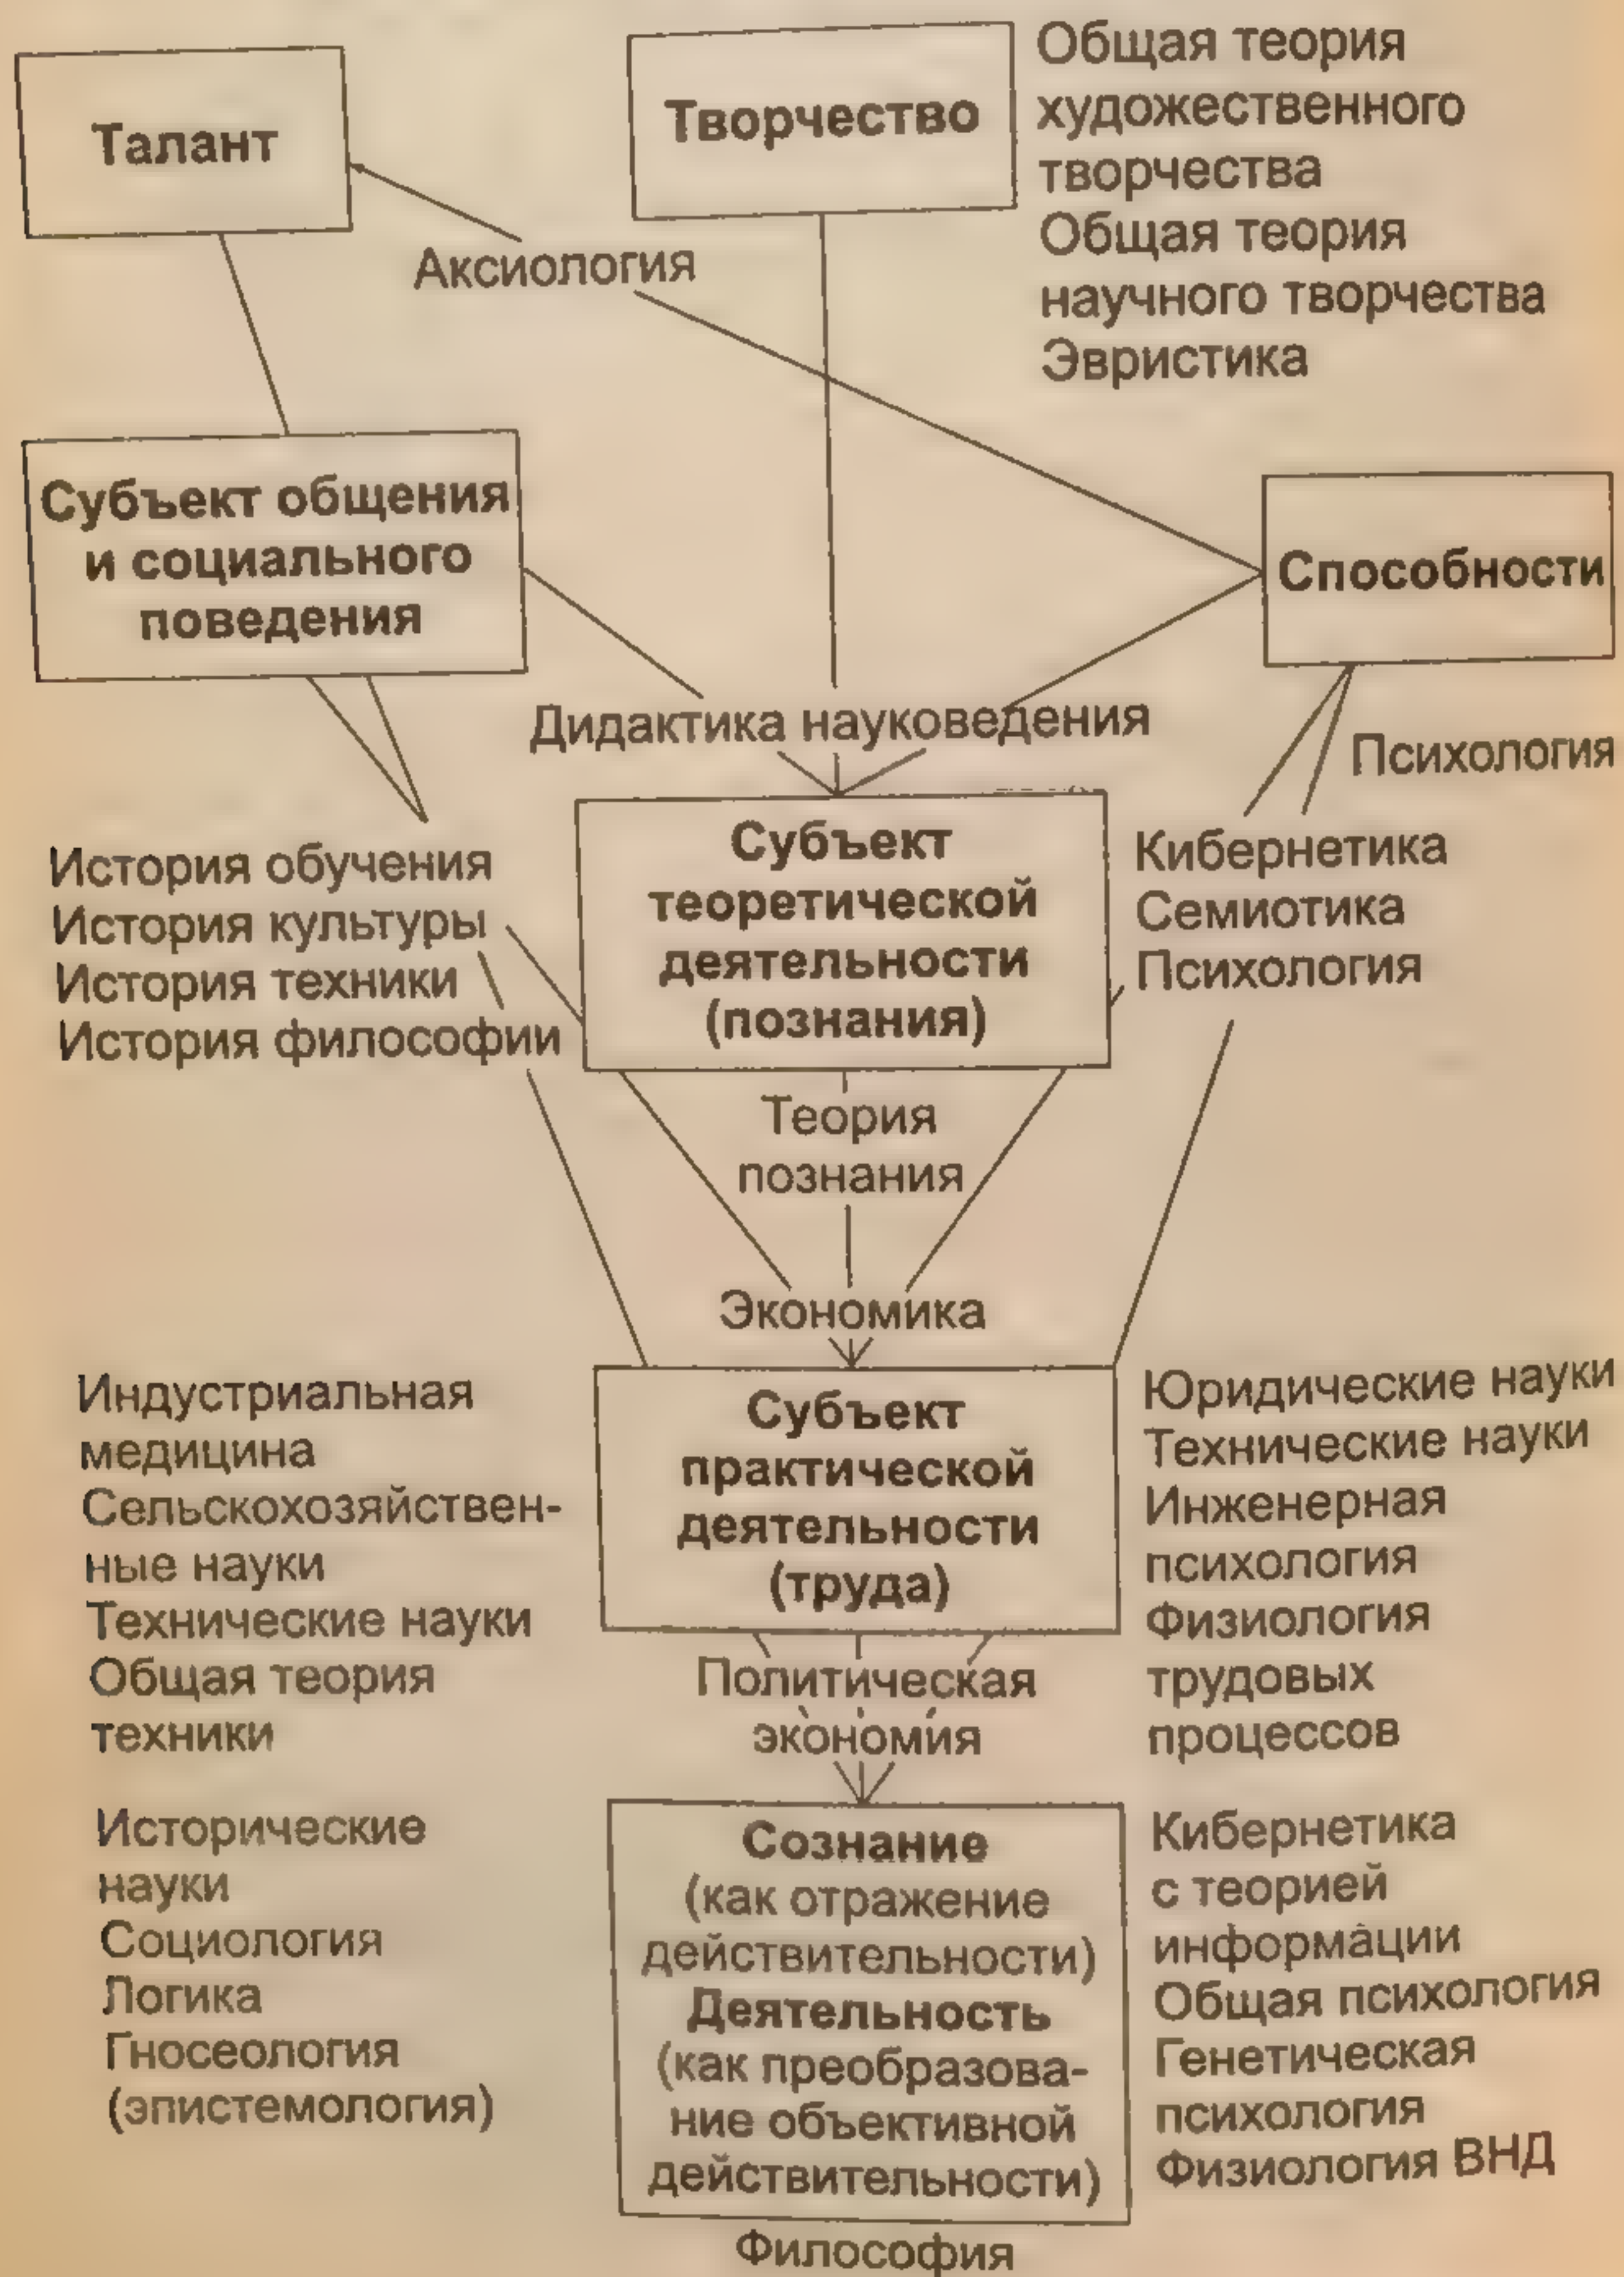 Талант
Творчество
Общая теория
художественного
творчества
Общая теория
научного творчества
Эвристика
Аксиология
Субъект общения
и социального
поведения
Способности
Дидактика науковедения
Психология
История обучения
История культуры
История техники
История философии
Субъект
теоретической
деятельности
(познания)
Кибернетика
Семиотика
Психология
Теория
познания
Экономика
Индустриальная
медицина
Сельскохозяйствен-
ные науки
Технические науки
Общая теория
техники
Субъект
практической
деятельности
(труда)
Юридические науки
Технические науки
Инженерная
психология
Физиология
трудовых
процессов
Политическая
экономия
Исторические
науки
Социология
Логика
Гносеология
(эпистемология)
Сознание
(как отражение
действительности)
Деятельность
(как преобразова-
ние объективной
действительности)
Кибернетика
с теорией
информации
Общая психология
Генетическая
психология
Физиология ВНД
Философия